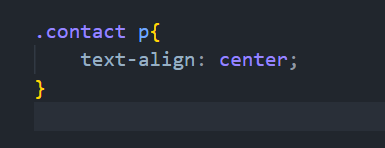 .contact p{
    text-align: center;
}